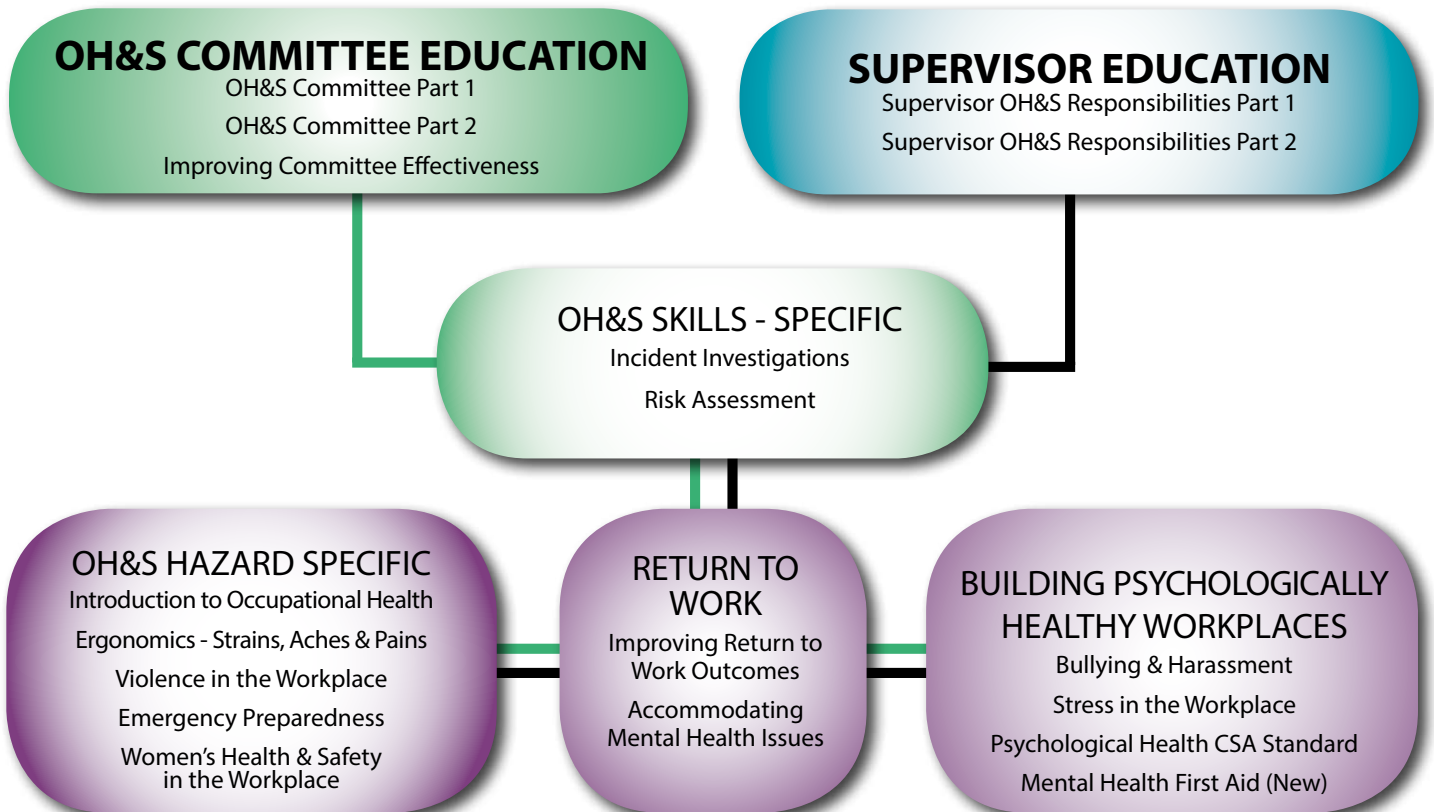 OH&S COMMITTEE EDUCATION
OH&S Committee Part 1
OH&S Committee Part 2
Improving Committee Effectiveness
SUPERVISOR EDUCATION
Supervisor OH&S Responsibilities Part 1
Supervisor OH&S Responsibilities Part 2
OH&S SKILLS - SPECIFIC
Incident Investigations
Risk Assessment
OH&S HAZARD SPECIFIC
Introduction to Occupational Health
Ergonomics - Strains, Aches & Pains
Violence in the Workplace
Emergency Preparedness
Women's Health & Safety
in the Workplace
RETURN TO
WORK
Improving Return to
Work Outcomes
Accommodating
Mental Health Issues
BUILDING PSYCHOLOGICALLY
HEALTHY WORKPLACES
Bullying & Harassment
Stress in the Workplace
Psychological Health CSA Standard
Mental Health First Aid (New)